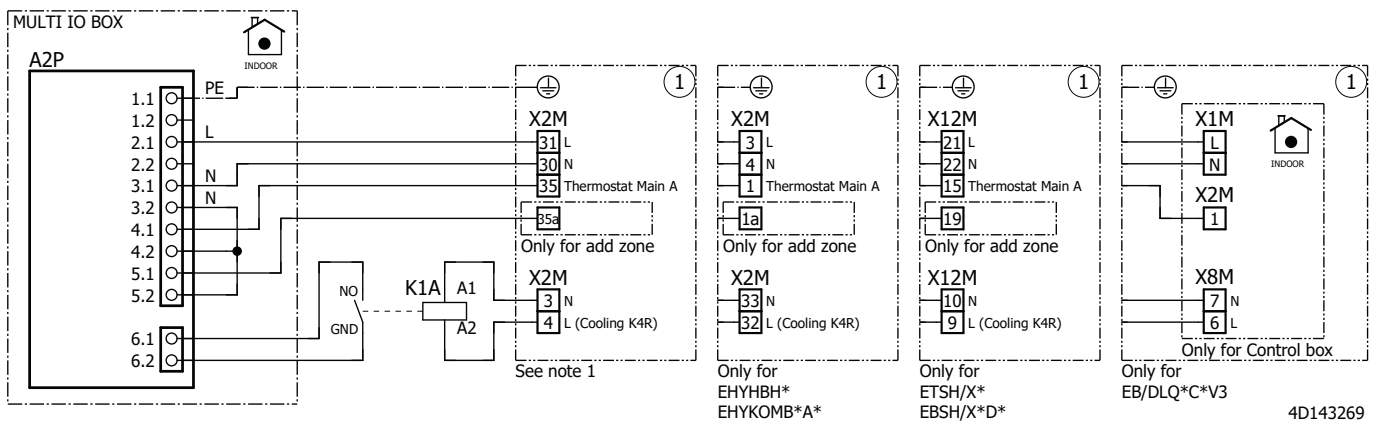 MULTI IO BOX
INDOOR
A2P
1.1
1.2
2.1
2.2
3.1
3.2
4.1
4.2
5.1
5.2
6.1
6.2
PE
L
N
N
NO
GND
K1A
A1
A2
1
X2M
31 L
30 N
35 Thermostat Main A
35a
Only for add zone
X2M
3 N
4 L (Cooling K4R)
See note 1
1
X2M
3 L
4 N
1 Thermostat Main A
1a
Only for add zone
X2M
33 N
32 L (Cooling K4R)
Only for
EHYHBH*
EHYKOMB*A*
1
X12M
21 L
22 N
15 Thermostat Main A
19
Only for add zone
X12M
10 N
9 L (Cooling K4R)
Only for
ETSH/X*
EBSH/X*D*
1
X1M
L
N
INDOOR
X2M
1
X8M
7 N
6 L
Only for Control box
Only for
EB/DLQ*C*V3
4D143269